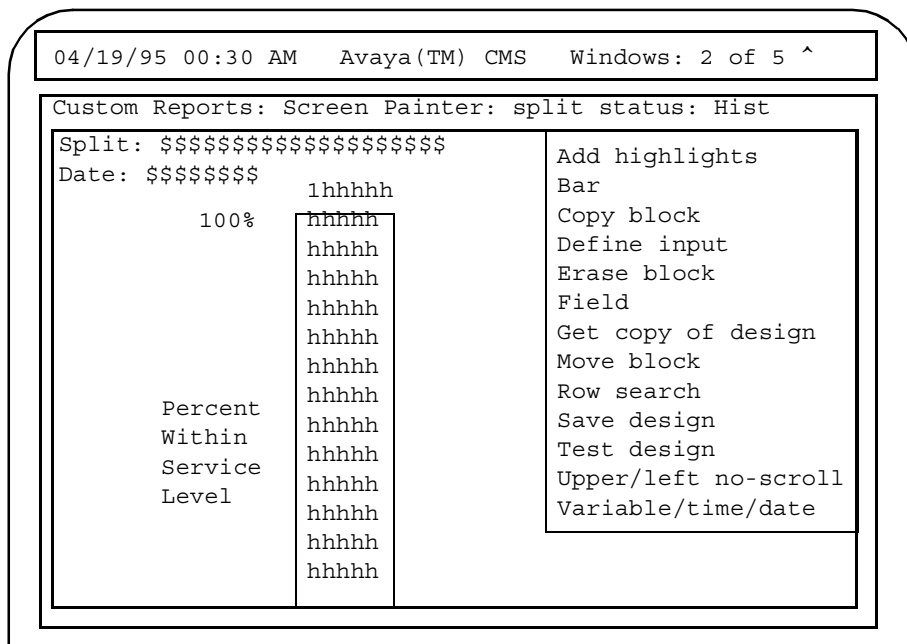 04/19/95 00:30 AM Avaya(TM) CMS Windows: 2 of 5 ^
Custom Reports: Screen Painter: split status: Hist
Split: $$$$$$$$$$$$$$$$$$$$
Date: $$$$$$$$
1hhhhh
100%
hhhhh
hhhhh
hhhhh
hhhhh
hhhhh
hhhhh
hhhhh
hhhhh
hhhhh
hhhhh
hhhhh
hhhhh
hhhhh
Percent
Within
Service
Level
Add highlights
Bar
Copy block
Define input
Erase block
Field
Get copy of design
Move block
Row search
Save design
Test design
Upper/left no-scroll
Variable/time/date